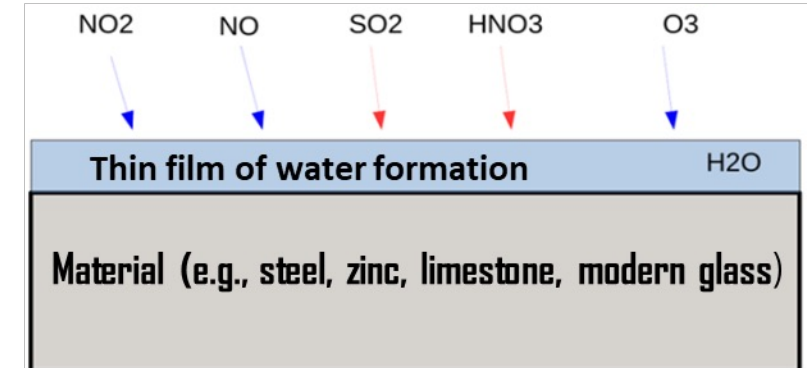 NO2 NO SO2 HNO3 O3
Thin film of water formation H2O
Material (e.g., steel, zinc, limestone, modern glass)